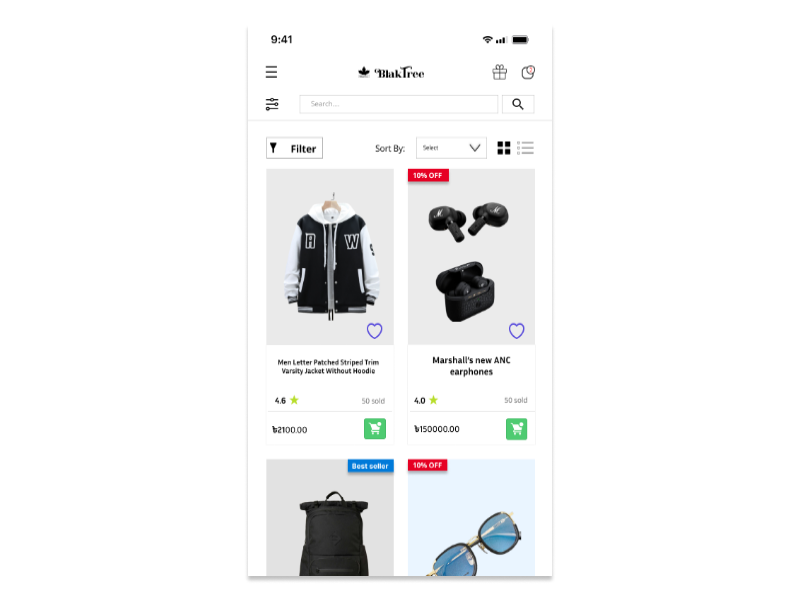 9:41
BlakTree
Search...
Filter
Sort By:
Select
10% OFF
R W
M M
Men Letter Patched Striped Trim
Varsity Jacket Without Hoodie
Marshall's new ANC
earphones
4.6
50 sold
4.0
50 sold
৳2100.00
৳150000.00
Best seller
10% OFF